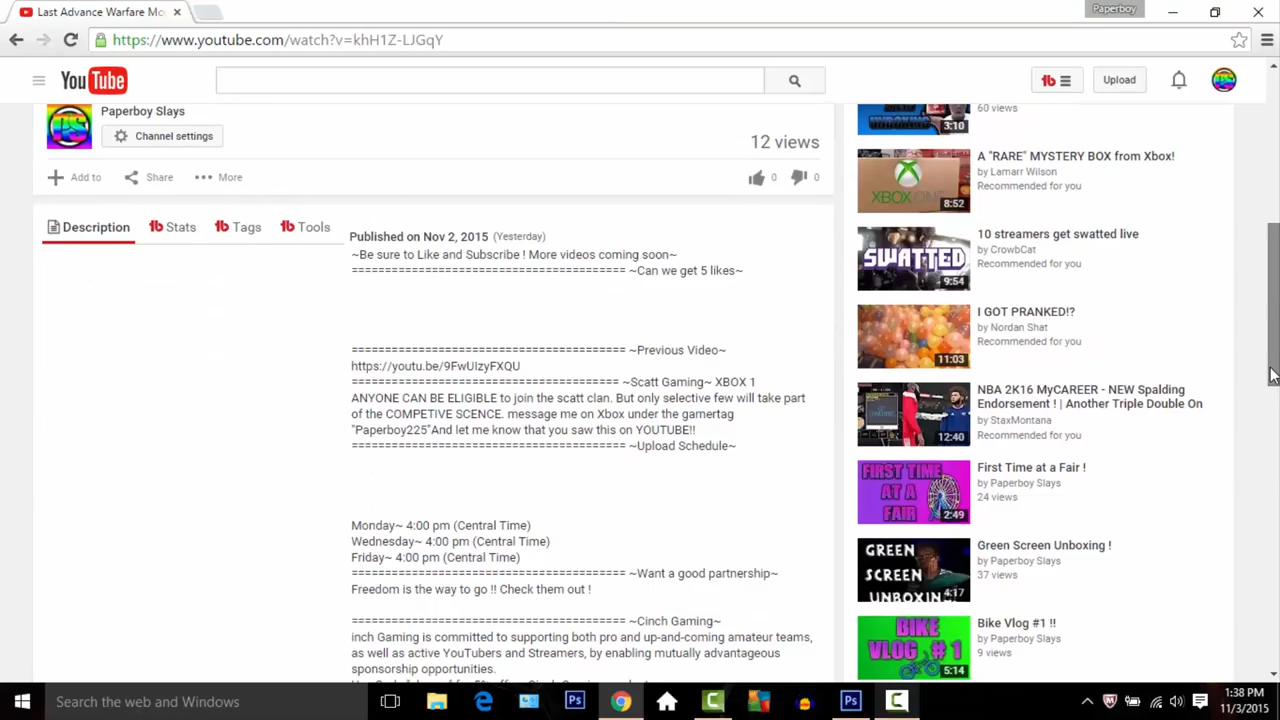 Last Advance Warfare Mo
Paperboy
https://www.youtube.com/watch?v=khH1Z-LJGqY
YouTube
Upload
Paperboy Slays
Channel settings
12 views
Add to
Share
More
0
0
Description
Stats
Tags
Tools
Published on Nov 2, 2015 (Yesterday)
~Be sure to Like and Subscribe ! More videos coming soon~
====================================== ~Can we get 5 likes~
====================================== ~Previous Video~
https://youtu.be/9FwUIzyFXQU
===================================== ~Scatt Gaming~ XBOX 1
ANYONE CAN BE ELIGIBLE to join the scatt clan. But only selective few will take part
of the COMPETIVE SCENCE. message me on Xbox under the gamertag
"Paperboy225"And let me know that you saw this on YOUTUBE!!
====================================== ~Upload Schedule~
Monday~ 4:00 pm (Central Time)
Wednesday~ 4:00 pm (Central Time)
Friday~ 4:00 pm (Central Time)
====================================== ~Want a good partnership~
Freedom is the way to go !! Check them out !
====================================== ~Cinch Gaming~
inch Gaming is committed to supporting both pro and up-and-coming amateur teams,
as well as active YouTubers and Streamers, by enabling mutually advantageous
sponsorship opportunities.
60 views
UNBOXING
3:10
A "RARE" MYSTERY BOX from Xbox!
by Lamarr Wilson
Recommended for you
XBOX ONE
8:52
10 streamers get swatted live
by CrowbCat
Recommended for you
SWATTED
9:54
I GOT PRANKED!?
by Nordan Shat
Recommended for you
11:03
NBA 2K16 MyCAREER - NEW Spalding
Endorsement ! | Another Triple Double On
by StaxMontana
Recommended for you
12:40
First Time at a Fair !
by Paperboy Slays
24 views
FIRST TIME
AT A
FAIR
2:49
Green Screen Unboxing !
by Paperboy Slays
37 views
GREEN
SCREEN
UNBOXING
4:17
Bike Vlog #1 !!
by Paperboy Slays
9 views
BIKE
VLOG #1
5:14
Search the web and Windows
1:38 PM
11/3/2015